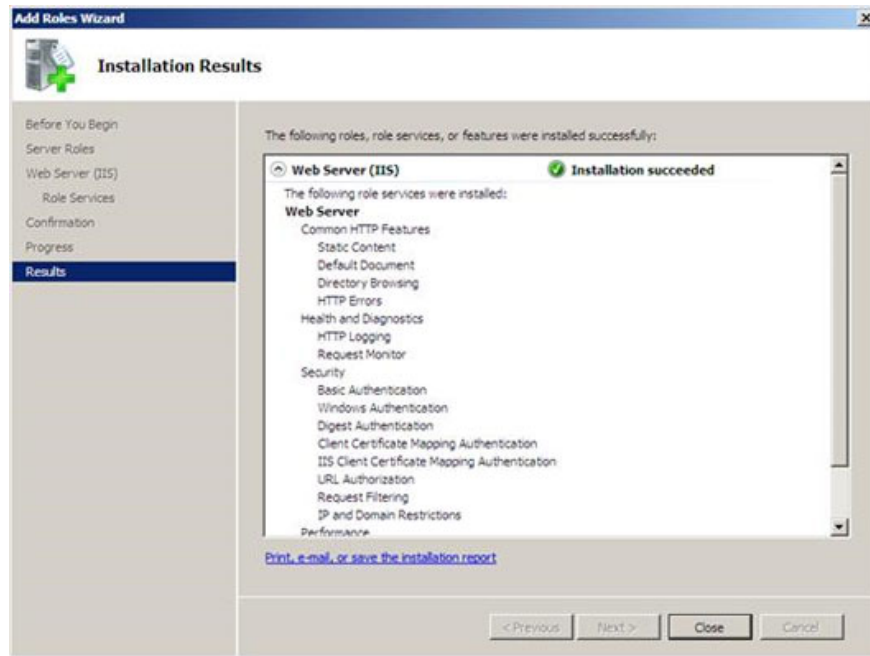 Add Roles Wizard
Installation Results
Before You Begin
Server Roles
Web Server (IIS)
Role Services
Confirmation
Progress
Results
The following roles, role services, or features were installed successfully:
Web Server (IIS) Installation succeeded
The following role services were installed:
Web Server
Common HTTP Features
Static Content
Default Document
Directory Browsing
HTTP Errors
Health and Diagnostics
HTTP Logging
Request Monitor
Security
Basic Authentication
Windows Authentication
Digest Authentication
Client Certificate Mapping Authentication
IIS Client Certificate Mapping Authentication
URL Authorization
Request Filtering
IP and Domain Restrictions
Performance
Print, e-mail, or save the installation report
< Previous Next > Close Cancel